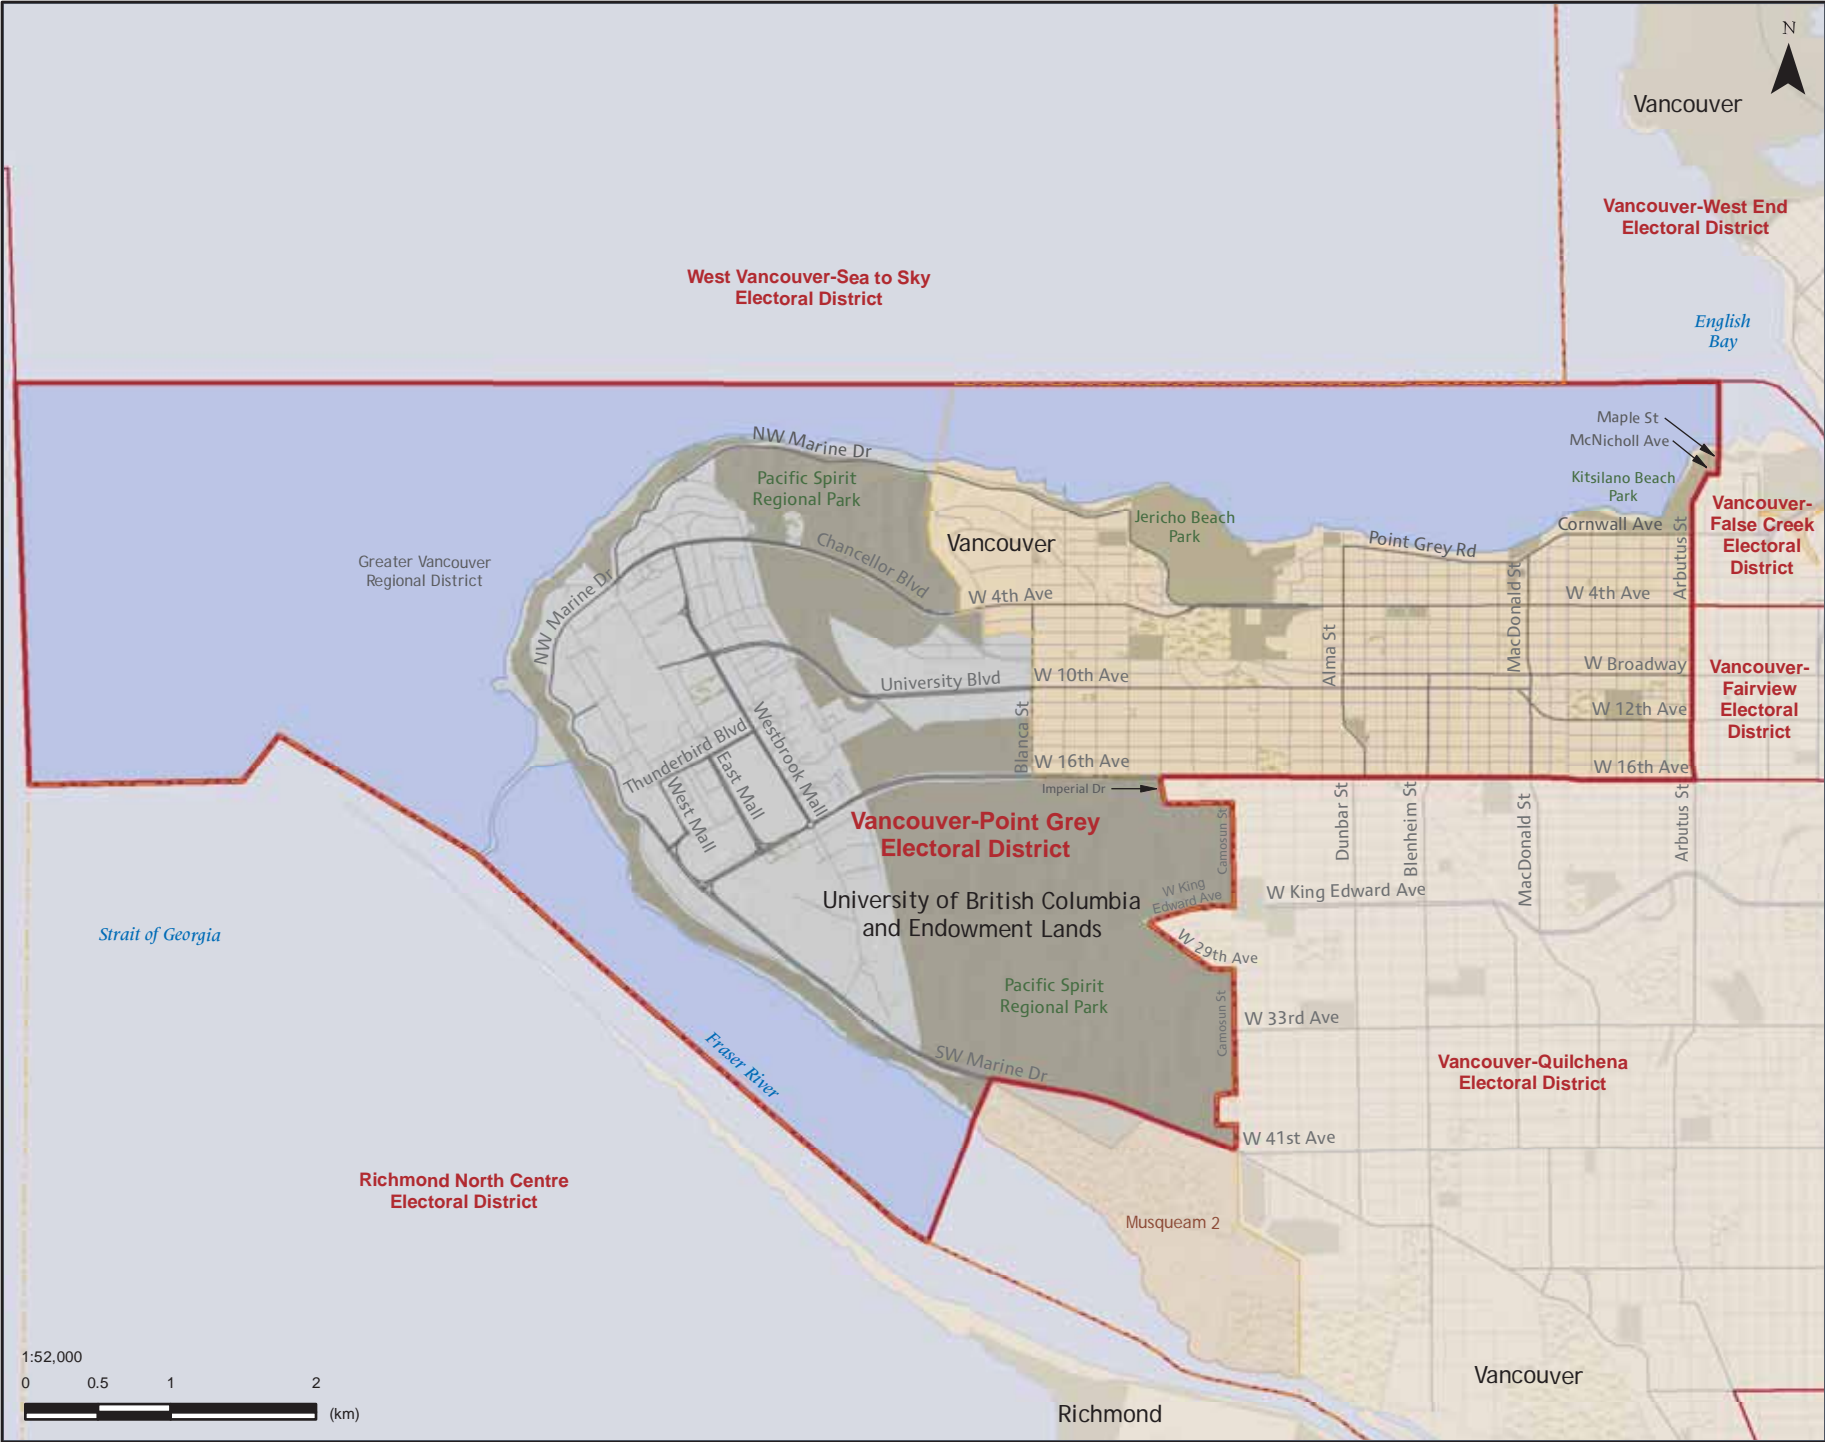 N
Vancouver
Vancouver-West End
Electoral District
West Vancouver-Sea to Sky
Electoral District
English
Bay
Maple St
McNicholl Ave
NW Marine Dr
Kitsilano Beach
Park
Pacific Spirit
Regional Park
Vancouver-
False Creek
Electoral
District
Jericho Beach
Park
Cornwall Ave
Arbutus St
Vancouver
Point Grey Rd
Chancellor Blvd
Greater Vancouver
Regional District
NW Marine Dr
W 4th Ave
MacDonald St
W 4th Ave
Alma St
W Broadway
Vancouver-
Fairview
Electoral
District
University Blvd
W 10th Ave
W 12th Ave
Blanca St
Westbrook Mall
Thunderbird Blvd
East Mall
West Mall
W 16th Ave
W 16th Ave
Imperial Dr
Vancouver-Point Grey
Electoral District
Camosun St
Dunbar St
Blenheim St
MacDonald St
Arbutus St
W King
Edward Ave
W King Edward Ave
University of British Columbia
and Endowment Lands
Strait of Georgia
W 29th Ave
Pacific Spirit
Regional Park
Camosun St
W 33rd Ave
Fraser River
SW Marine Dr
Vancouver-Quilchena
Electoral District
W 41st Ave
Richmond North Centre
Electoral District
Musqueam 2
1:52,000
0 0.5 1 2
(km)
Vancouver
Richmond